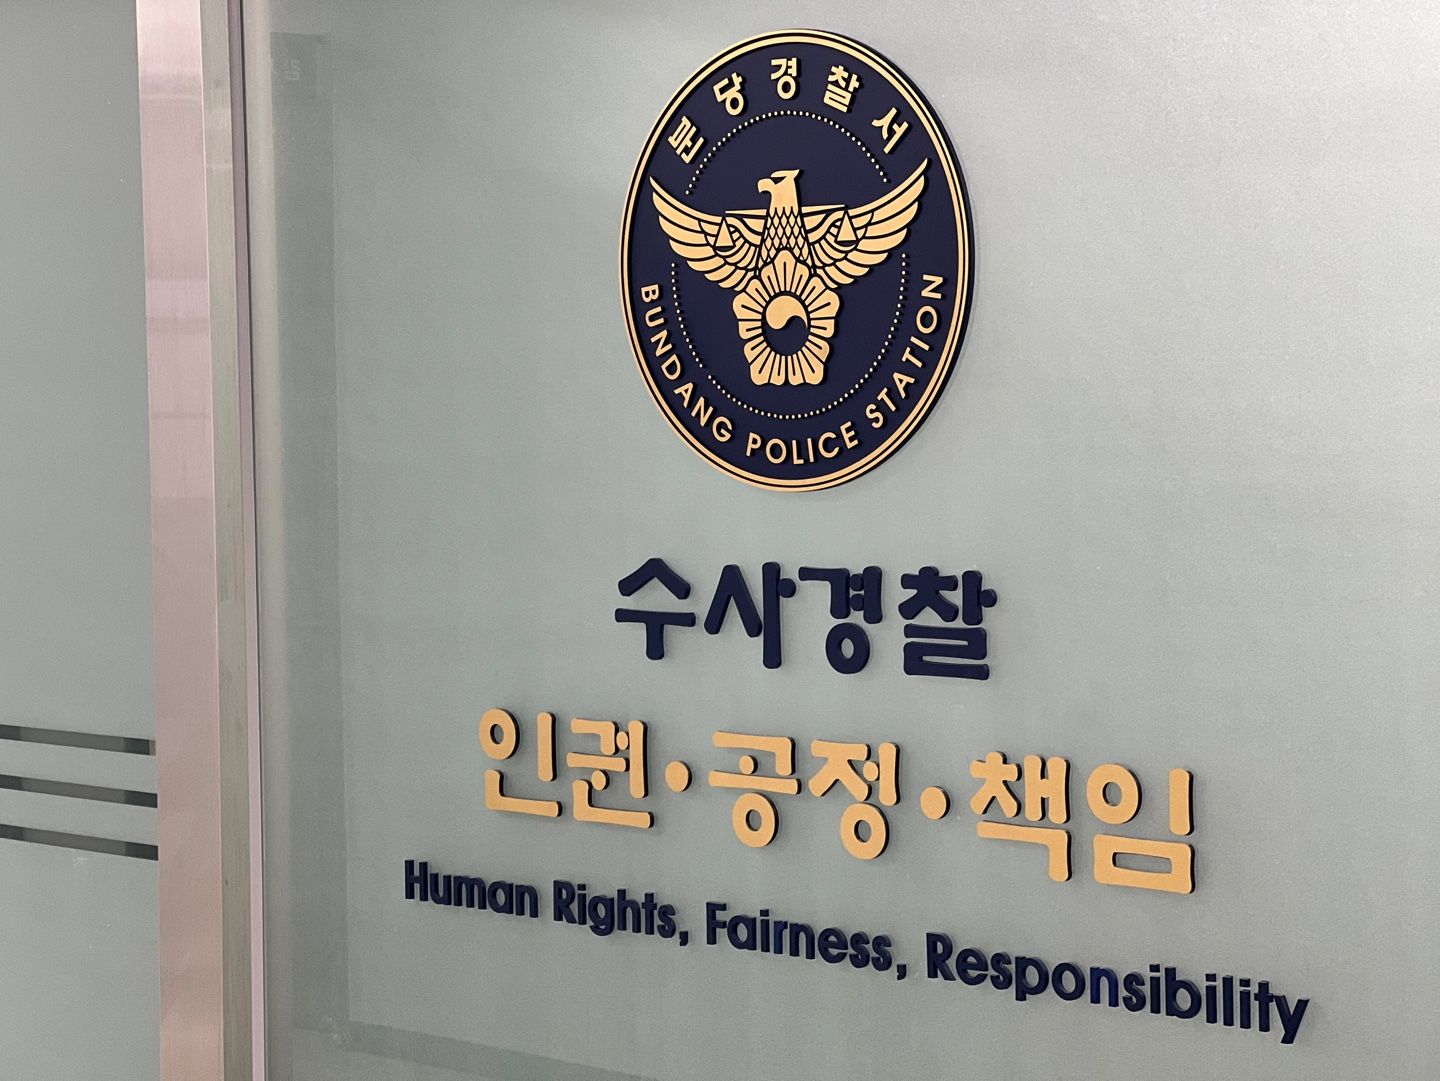 분당경찰서
BUNDANG POLICE STATION
수사경찰
인권·공정·책임
Human Rights, Fairness, Responsibility